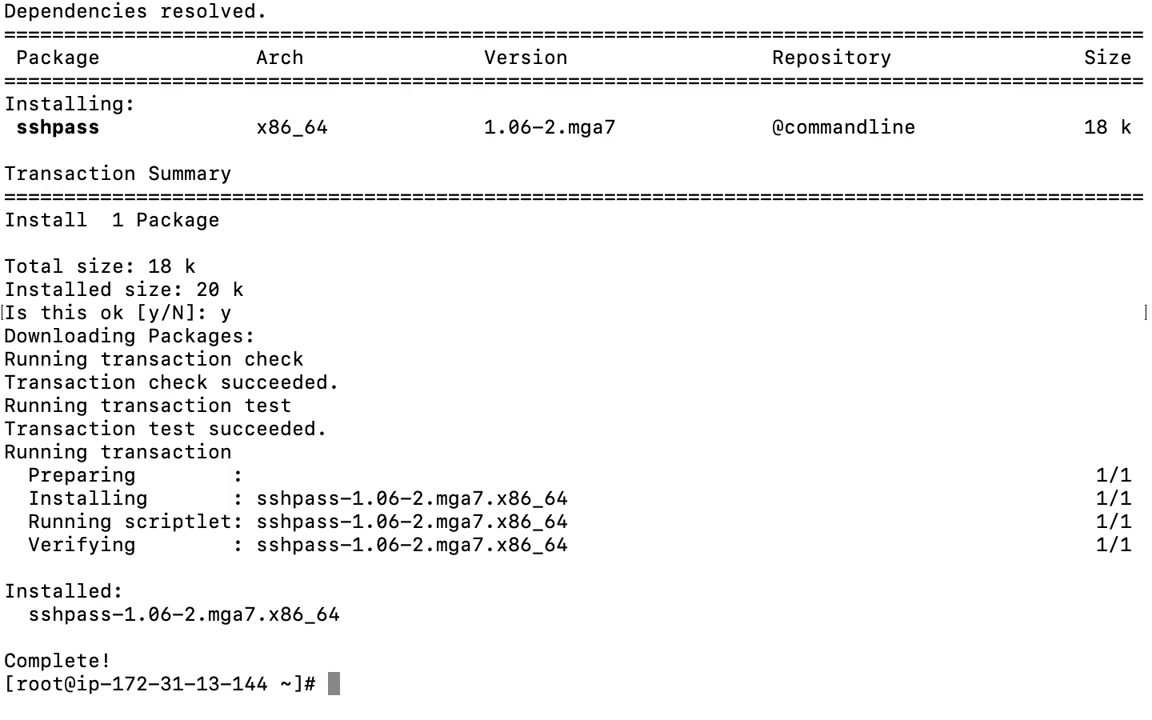 Dependencies resolved.
================================================================================================
Package Arch Version Repository Size
================================================================================================
Installing:
sshpass x86_64 1.06-2.mga7 @commandline 18 k
Transaction Summary
================================================================================================
Install 1 Package
Total size: 18 k
Installed size: 20 k
[Is this ok [y/N]: y ]
Downloading Packages:
Running transaction check
Transaction check succeeded.
Running transaction test
Transaction test succeeded.
Running transaction
Preparing : 1/1
Installing : sshpass-1.06-2.mga7.x86_64 1/1
Running scriptlet: sshpass-1.06-2.mga7.x86_64 1/1
Verifying : sshpass-1.06-2.mga7.x86_64 1/1
Installed:
sshpass-1.06-2.mga7.x86_64
Complete!
[root@ip-172-31-13-144 ~]#